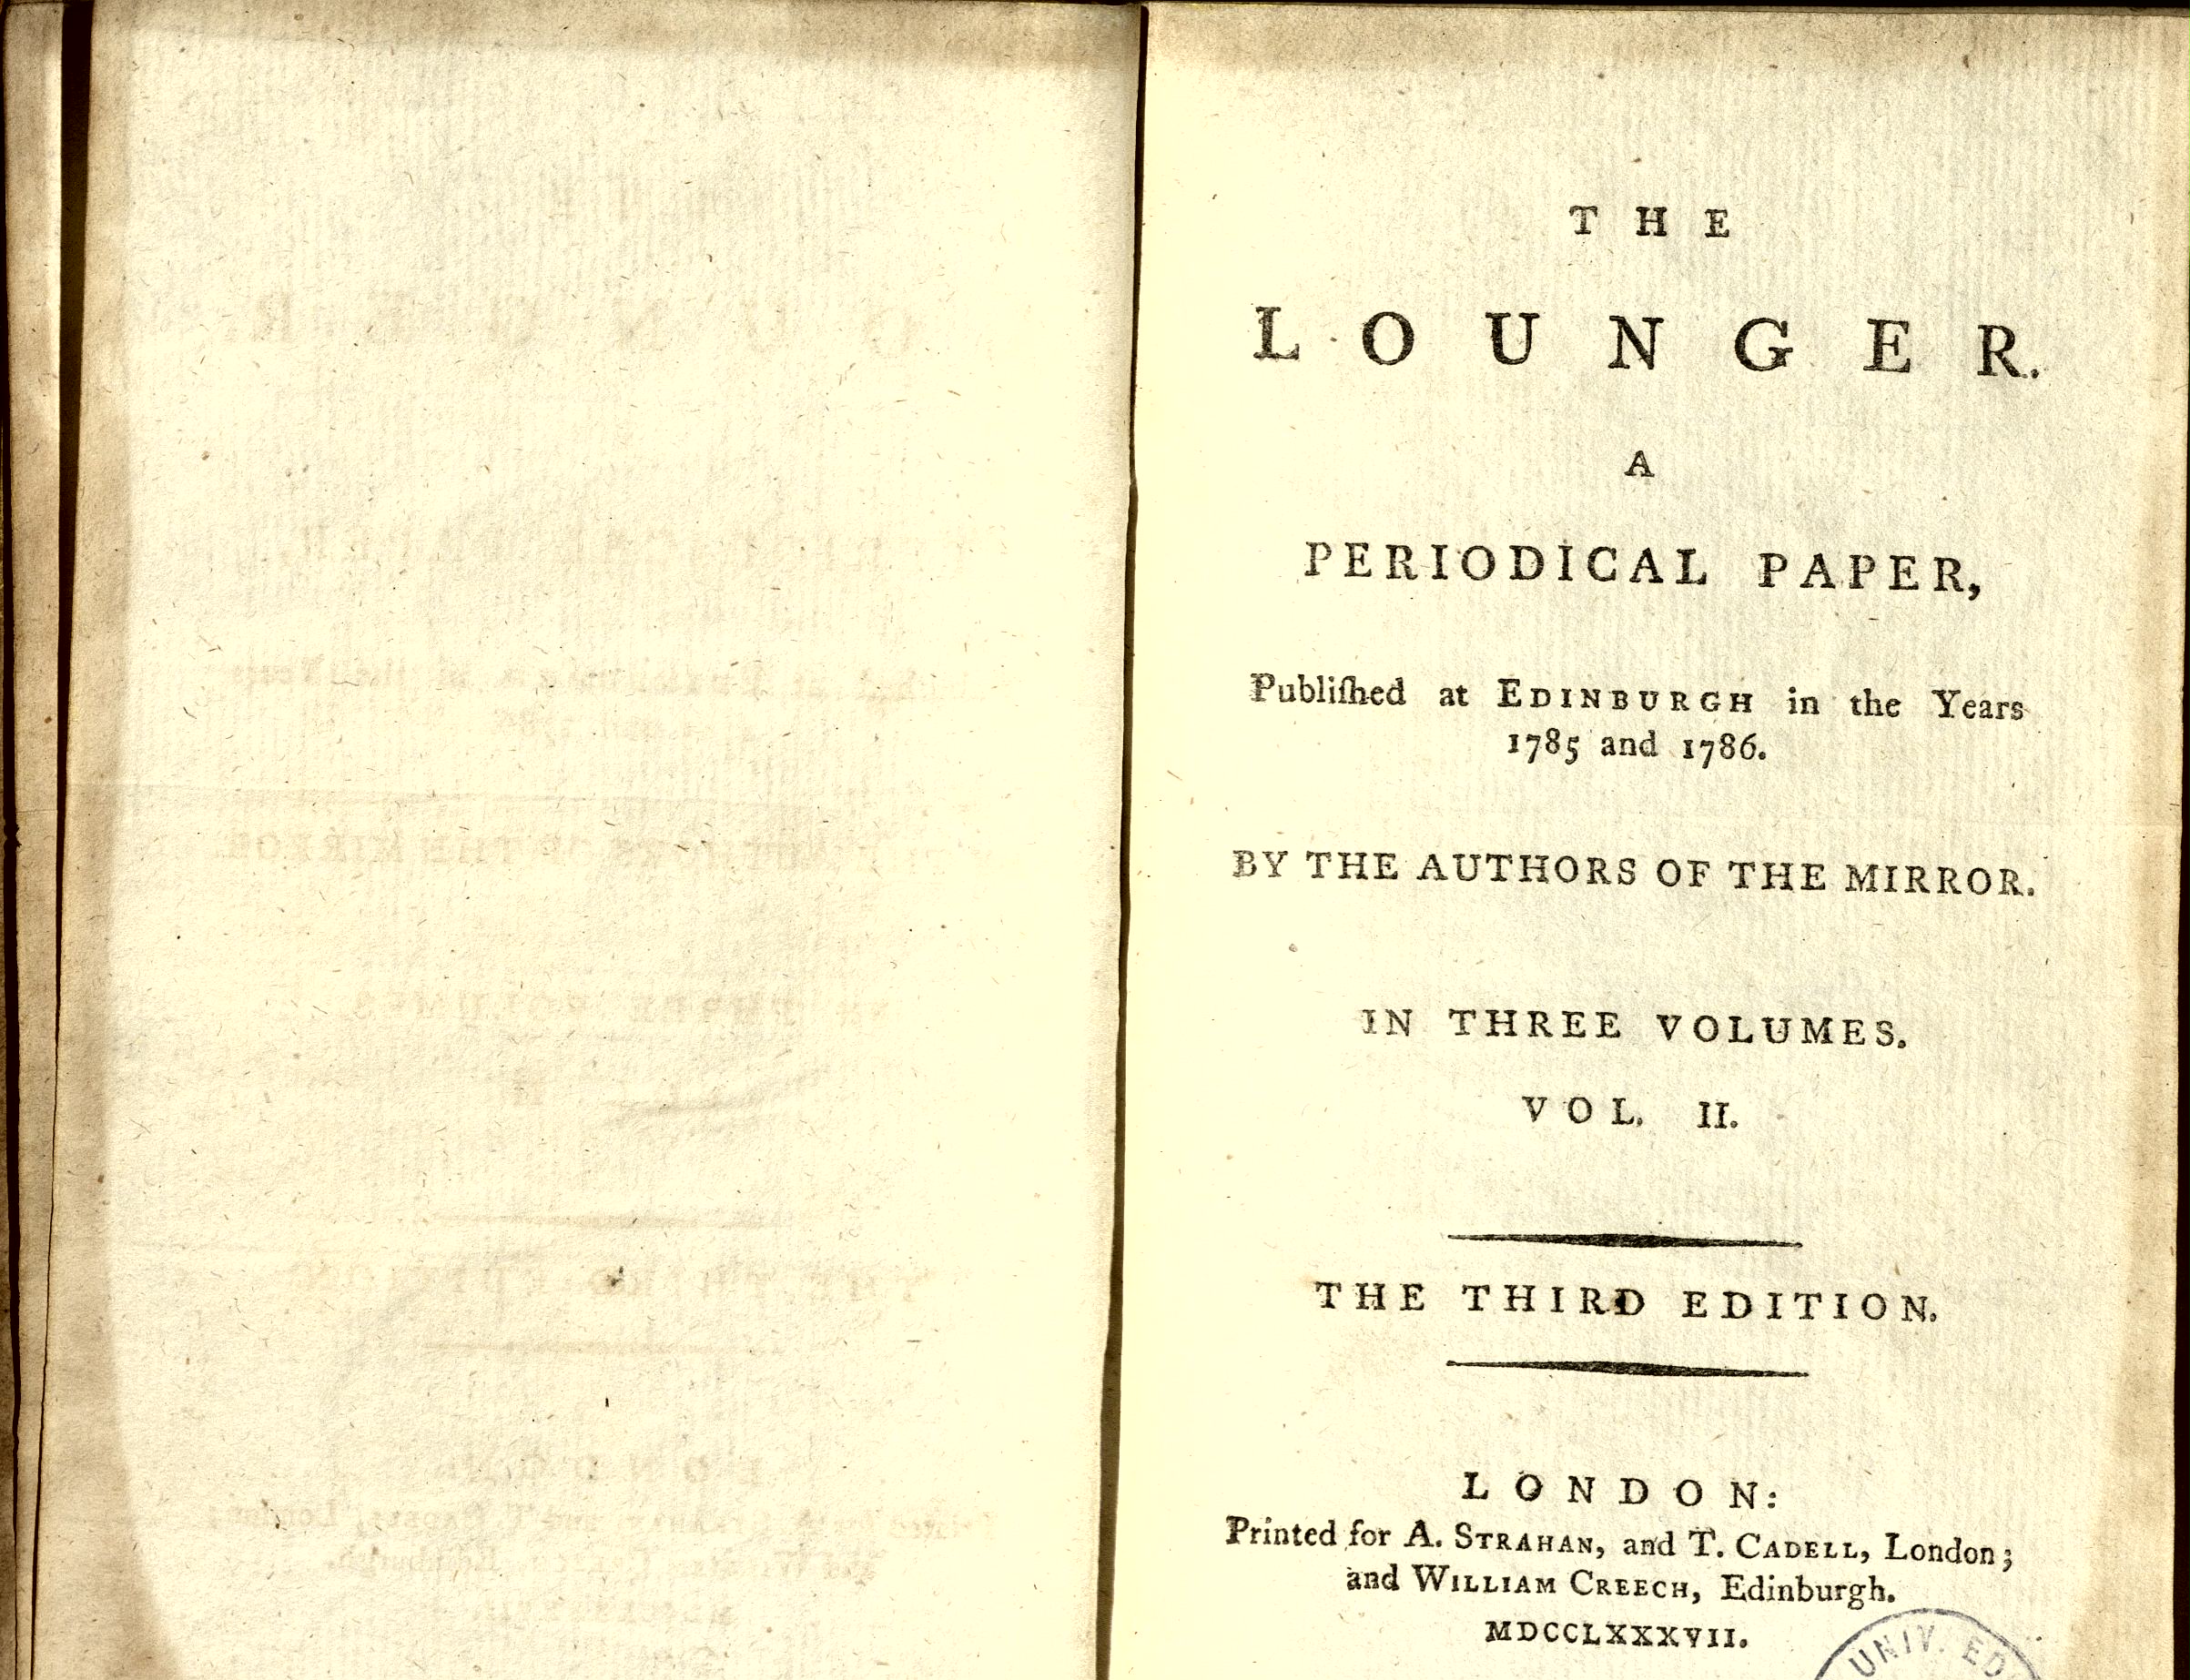 THE
LOUNGER.
A
PERIODICAL PAPER,
Publiſhed at EDINBURGH in the Years
1785 and 1786.
BY THE AUTHORS OF THE MIRROR.
IN THREE VOLUMES.
VOL. II.
THE THIRD EDITION.
LONDON:
Printed for A. STRAHAN, and T. CADELL, London;
and WILLIAM CREECH, Edinburgh.
MDCCLXXXVII.
UNIV. ED